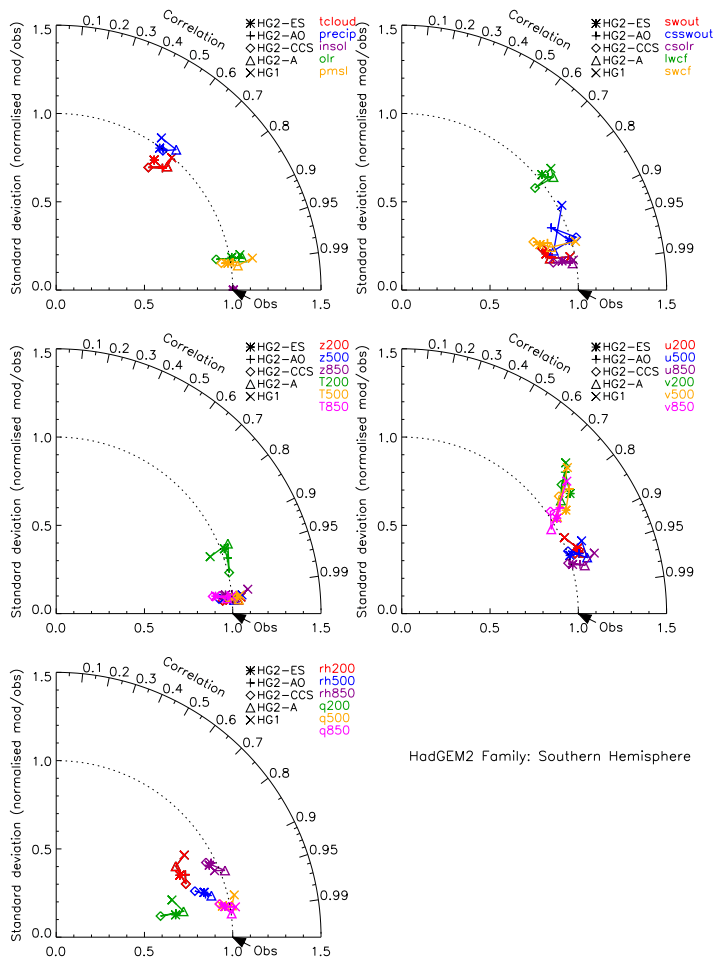 Correlation
HG2-ES tcloud
HG2-AO precip
HG2-CCS insol
HG2-A olr
HG1 pmsl
0.1 0.2 0.3 0.4 0.5 0.6 0.7 0.8 0.9 0.95 0.99
Standard deviation (normalised mod/obs)
1.5
1.0
0.5
0.0
0.0 0.5 1.0 1.5
Obs
Correlation
HG2-ES swout
HG2-AO csswout
HG2-CCS csolr
HG2-A lwcf
HG1 swcf
0.1 0.2 0.3 0.4 0.5 0.6 0.7 0.8 0.9 0.95 0.99
Standard deviation (normalised mod/obs)
1.5
1.0
0.5
0.0
0.0 0.5 1.0 1.5
Obs
Correlation
HG2-ES z200
HG2-AO z500
HG2-CCS z850
HG2-A T200
HG1 T500
T850
0.1 0.2 0.3 0.4 0.5 0.6 0.7 0.8 0.9 0.95 0.99
Standard deviation (normalised mod/obs)
1.5
1.0
0.5
0.0
0.0 0.5 1.0 1.5
Obs
Correlation
HG2-ES u200
HG2-AO u500
HG2-CCS u850
HG2-A v200
HG1 v500
v850
0.1 0.2 0.3 0.4 0.5 0.6 0.7 0.8 0.9 0.95 0.99
Standard deviation (normalised mod/obs)
1.5
1.0
0.5
0.0
0.0 0.5 1.0 1.5
Obs
Correlation
HG2-ES rh200
HG2-AO rh500
HG2-CCS rh850
HG2-A q200
HG1 q500
q850
0.1 0.2 0.3 0.4 0.5 0.6 0.7 0.8 0.9 0.95 0.99
Standard deviation (normalised mod/obs)
1.5
1.0
0.5
0.0
0.0 0.5 1.0 1.5
Obs
HadGEM2 Family: Southern Hemisphere